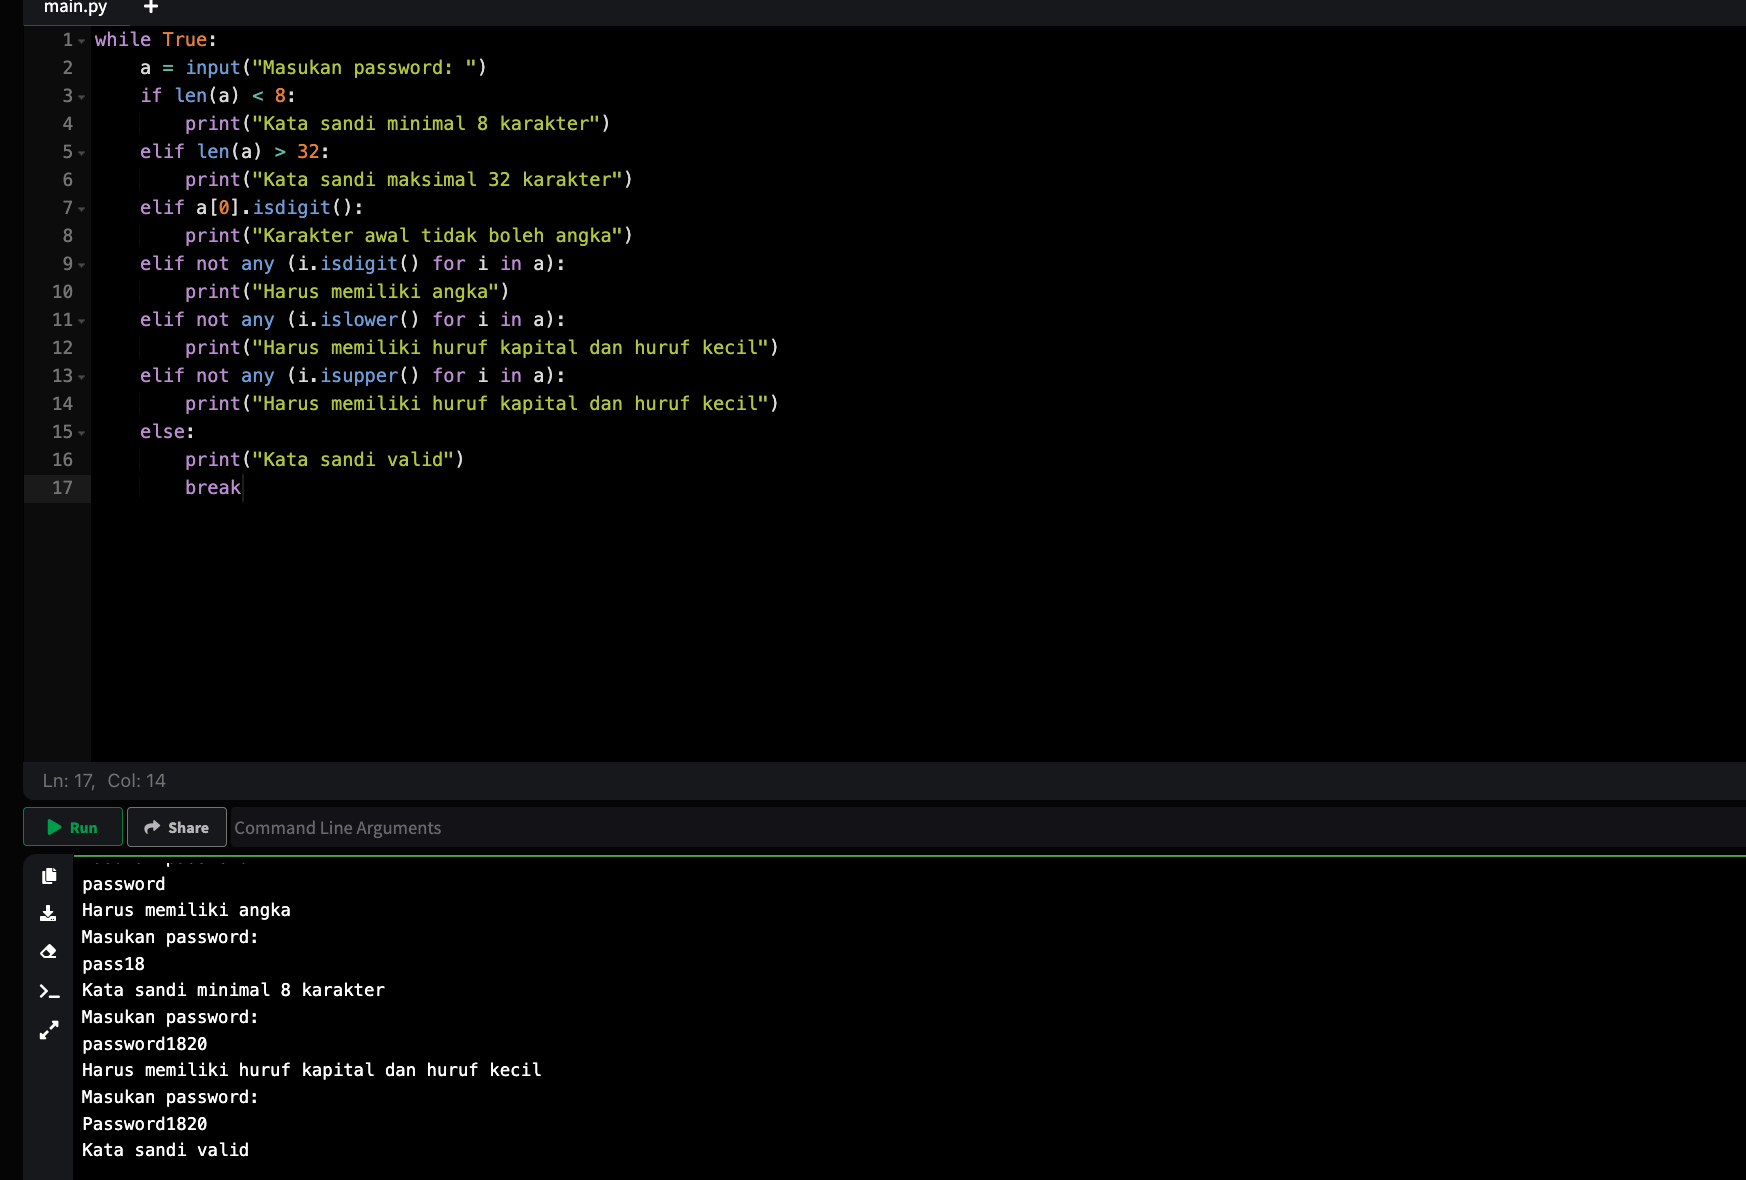 main.py +
1 while True:
2     a = input("Masukan password: ")
3     if len(a) < 8:
4         print("Kata sandi minimal 8 karakter")
5     elif len(a) > 32:
6         print("Kata sandi maksimal 32 karakter")
7     elif a[0].isdigit():
8         print("Karakter awal tidak boleh angka")
9     elif not any (i.isdigit() for i in a):
10         print("Harus memiliki angka")
11     elif not any (i.islower() for i in a):
12         print("Harus memiliki huruf kapital dan huruf kecil")
13     elif not any (i.isupper() for i in a):
14         print("Harus memiliki huruf kapital dan huruf kecil")
15     else:
16         print("Kata sandi valid")
17         break
Ln: 17, Col: 14
Run Share Command Line Arguments
password
Harus memiliki angka
Masukan password:
pass18
Kata sandi minimal 8 karakter
Masukan password:
password1820
Harus memiliki huruf kapital dan huruf kecil
Masukan password:
Password1820
Kata sandi valid